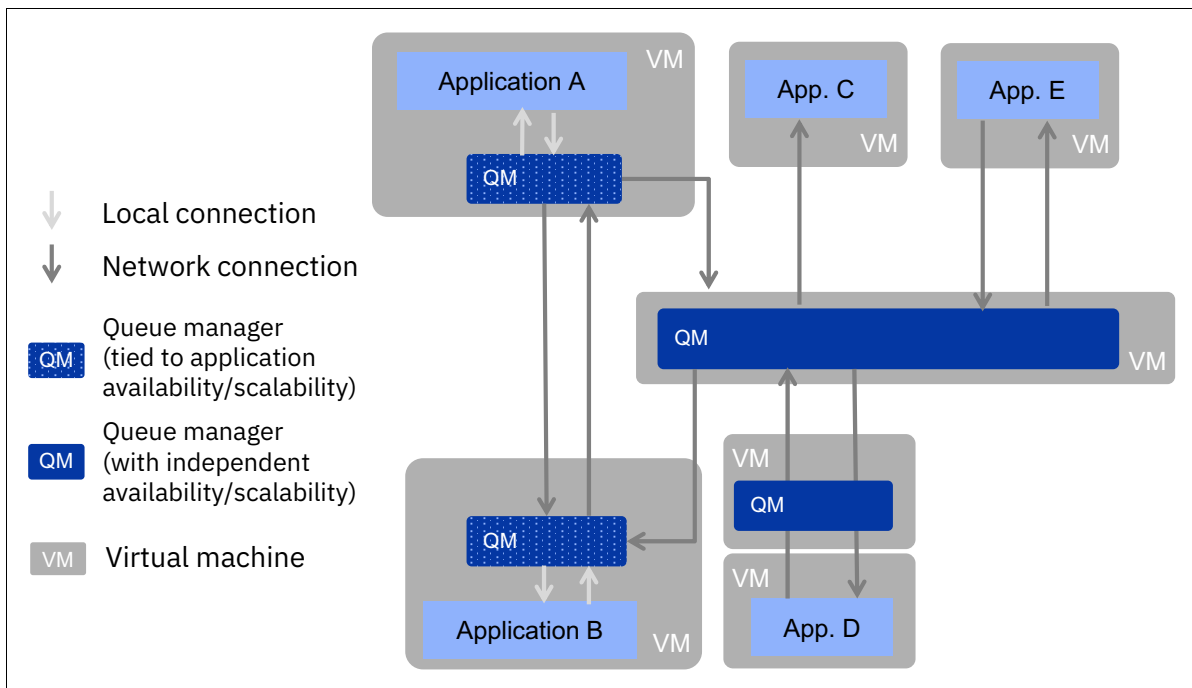 Application A
VM
QM
App. C
VM
App. E
VM
Local connection
Network connection
QM
Queue manager
(tied to application
availability/scalability)
QM
Queue manager
(with independent
availability/scalability)
VM
Virtual machine
QM
VM
VM
QM
QM
Application B
VM
VM
App. D